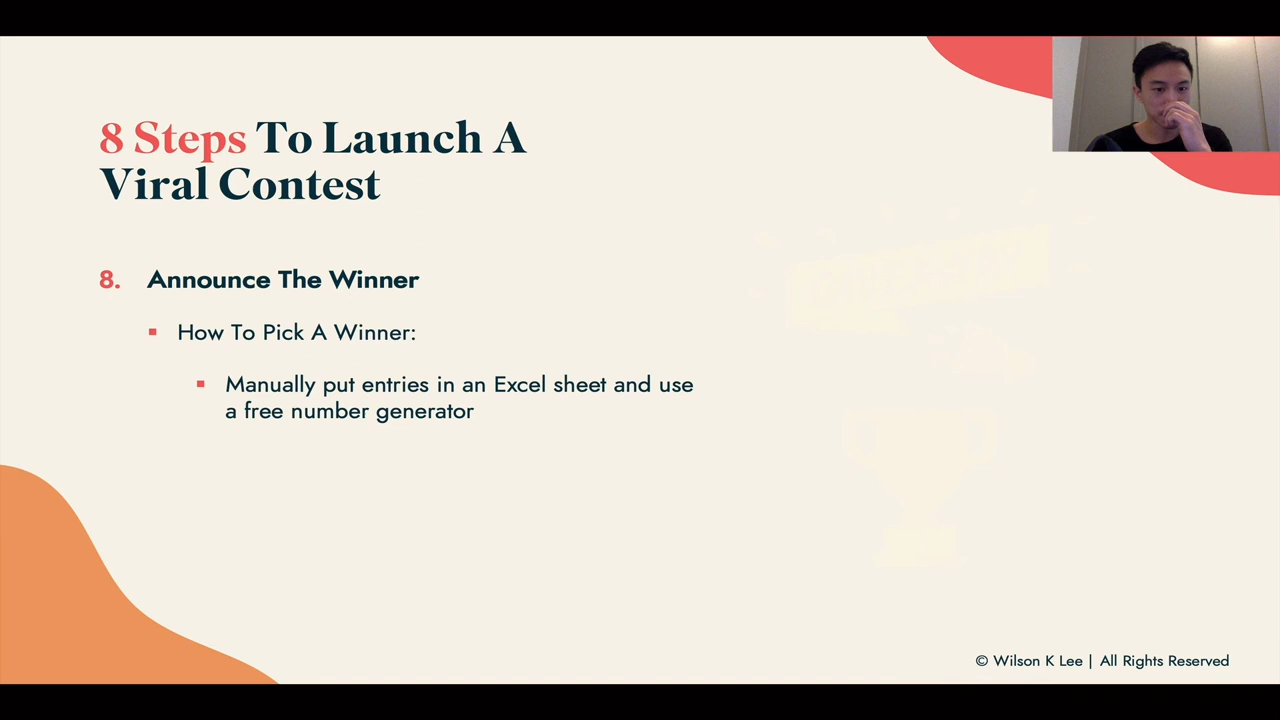 8 Steps To Launch A
Viral Contest
8. Announce The Winner
How To Pick A Winner:
Manually put entries in an Excel sheet and use
a free number generator
© Wilson K Lee | All Rights Reserved